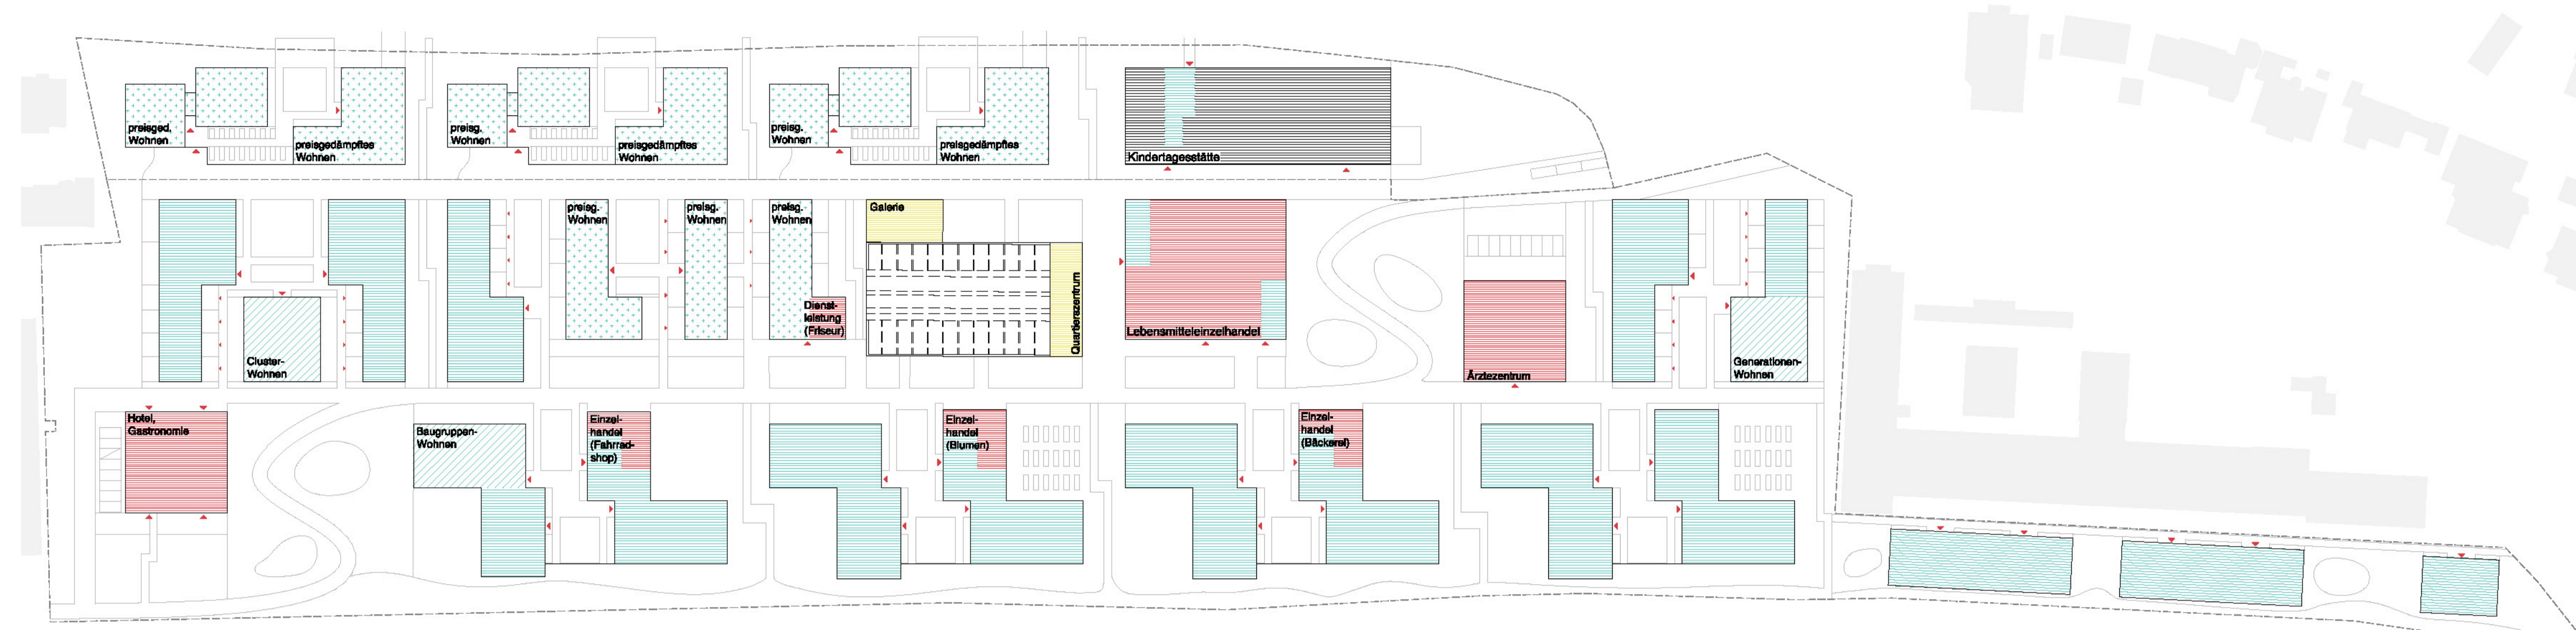 preisged.
Wohnen
preisgedämpftes
Wohnen
preisg.
Wohnen
preisgedämpftes
Wohnen
preisg.
Wohnen
preisgedämpftes
Wohnen
Kindertagesstätte
preisg.
Wohnen
preisg.
Wohnen
preisg.
Wohnen
Galerie
Dienst-
leistung
(Friseur)
Quartierszentrum
Lebensmitteleinzelhandel
Cluster-
Wohnen
Ärztezentrum
Generationen-
Wohnen
Hotel,
Gastronomie
Baugruppen-
Wohnen
Einzel-
handel
(Fahrrad-
shop)
Einzel-
handel
(Blumen)
Einzel-
handel
(Bäckerei)